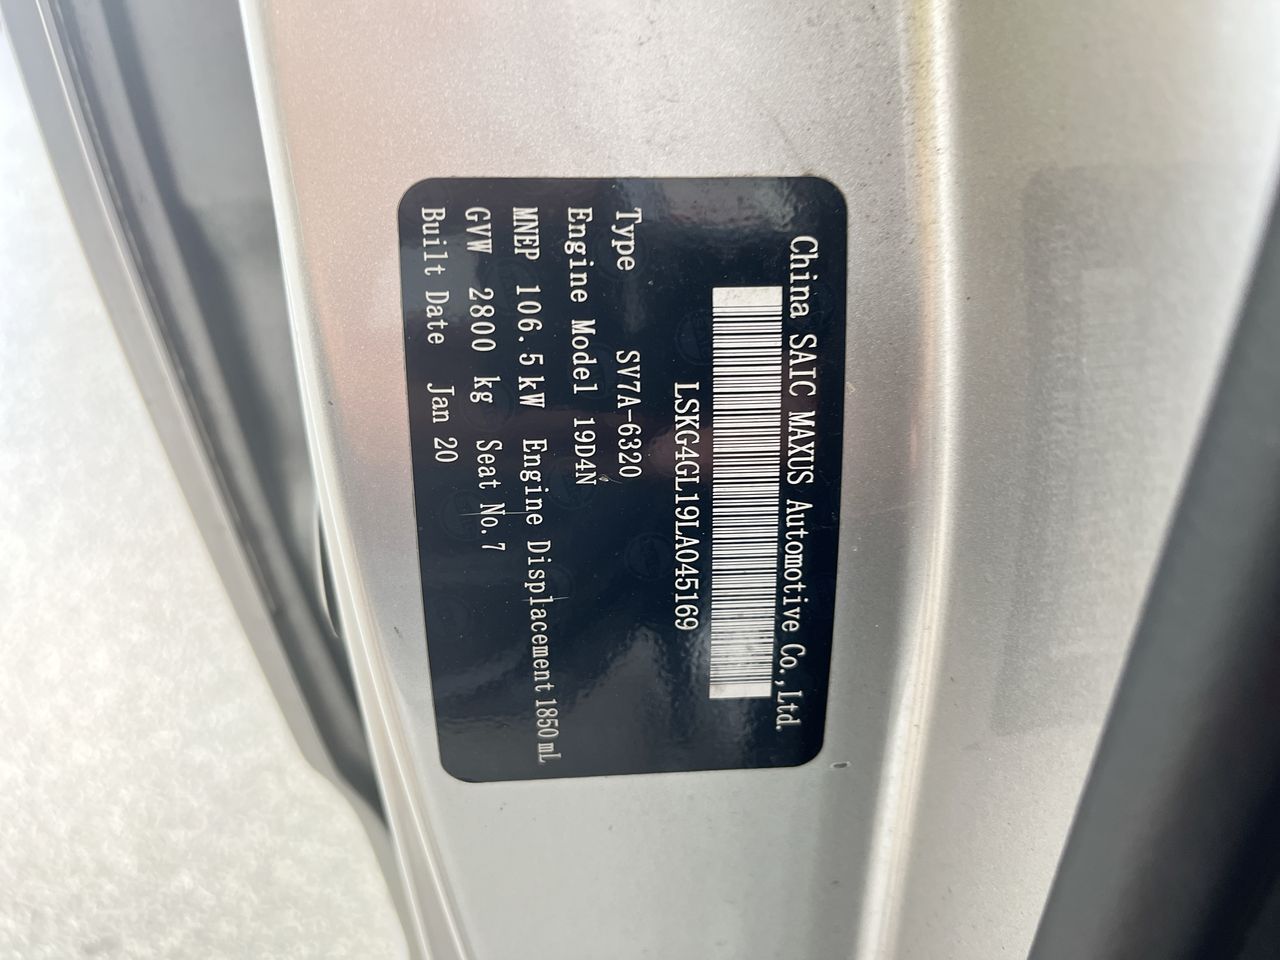 China SAIC MAXUS Automotive Co.,Ltd.
LSKG4GL19LA045169
Type SV7A-6320
Engine Model 19D4N
MNEP 106.5kW Engine Displacement 1850mL
GVW 2800 kg Seat No.7
Built Date Jan 20